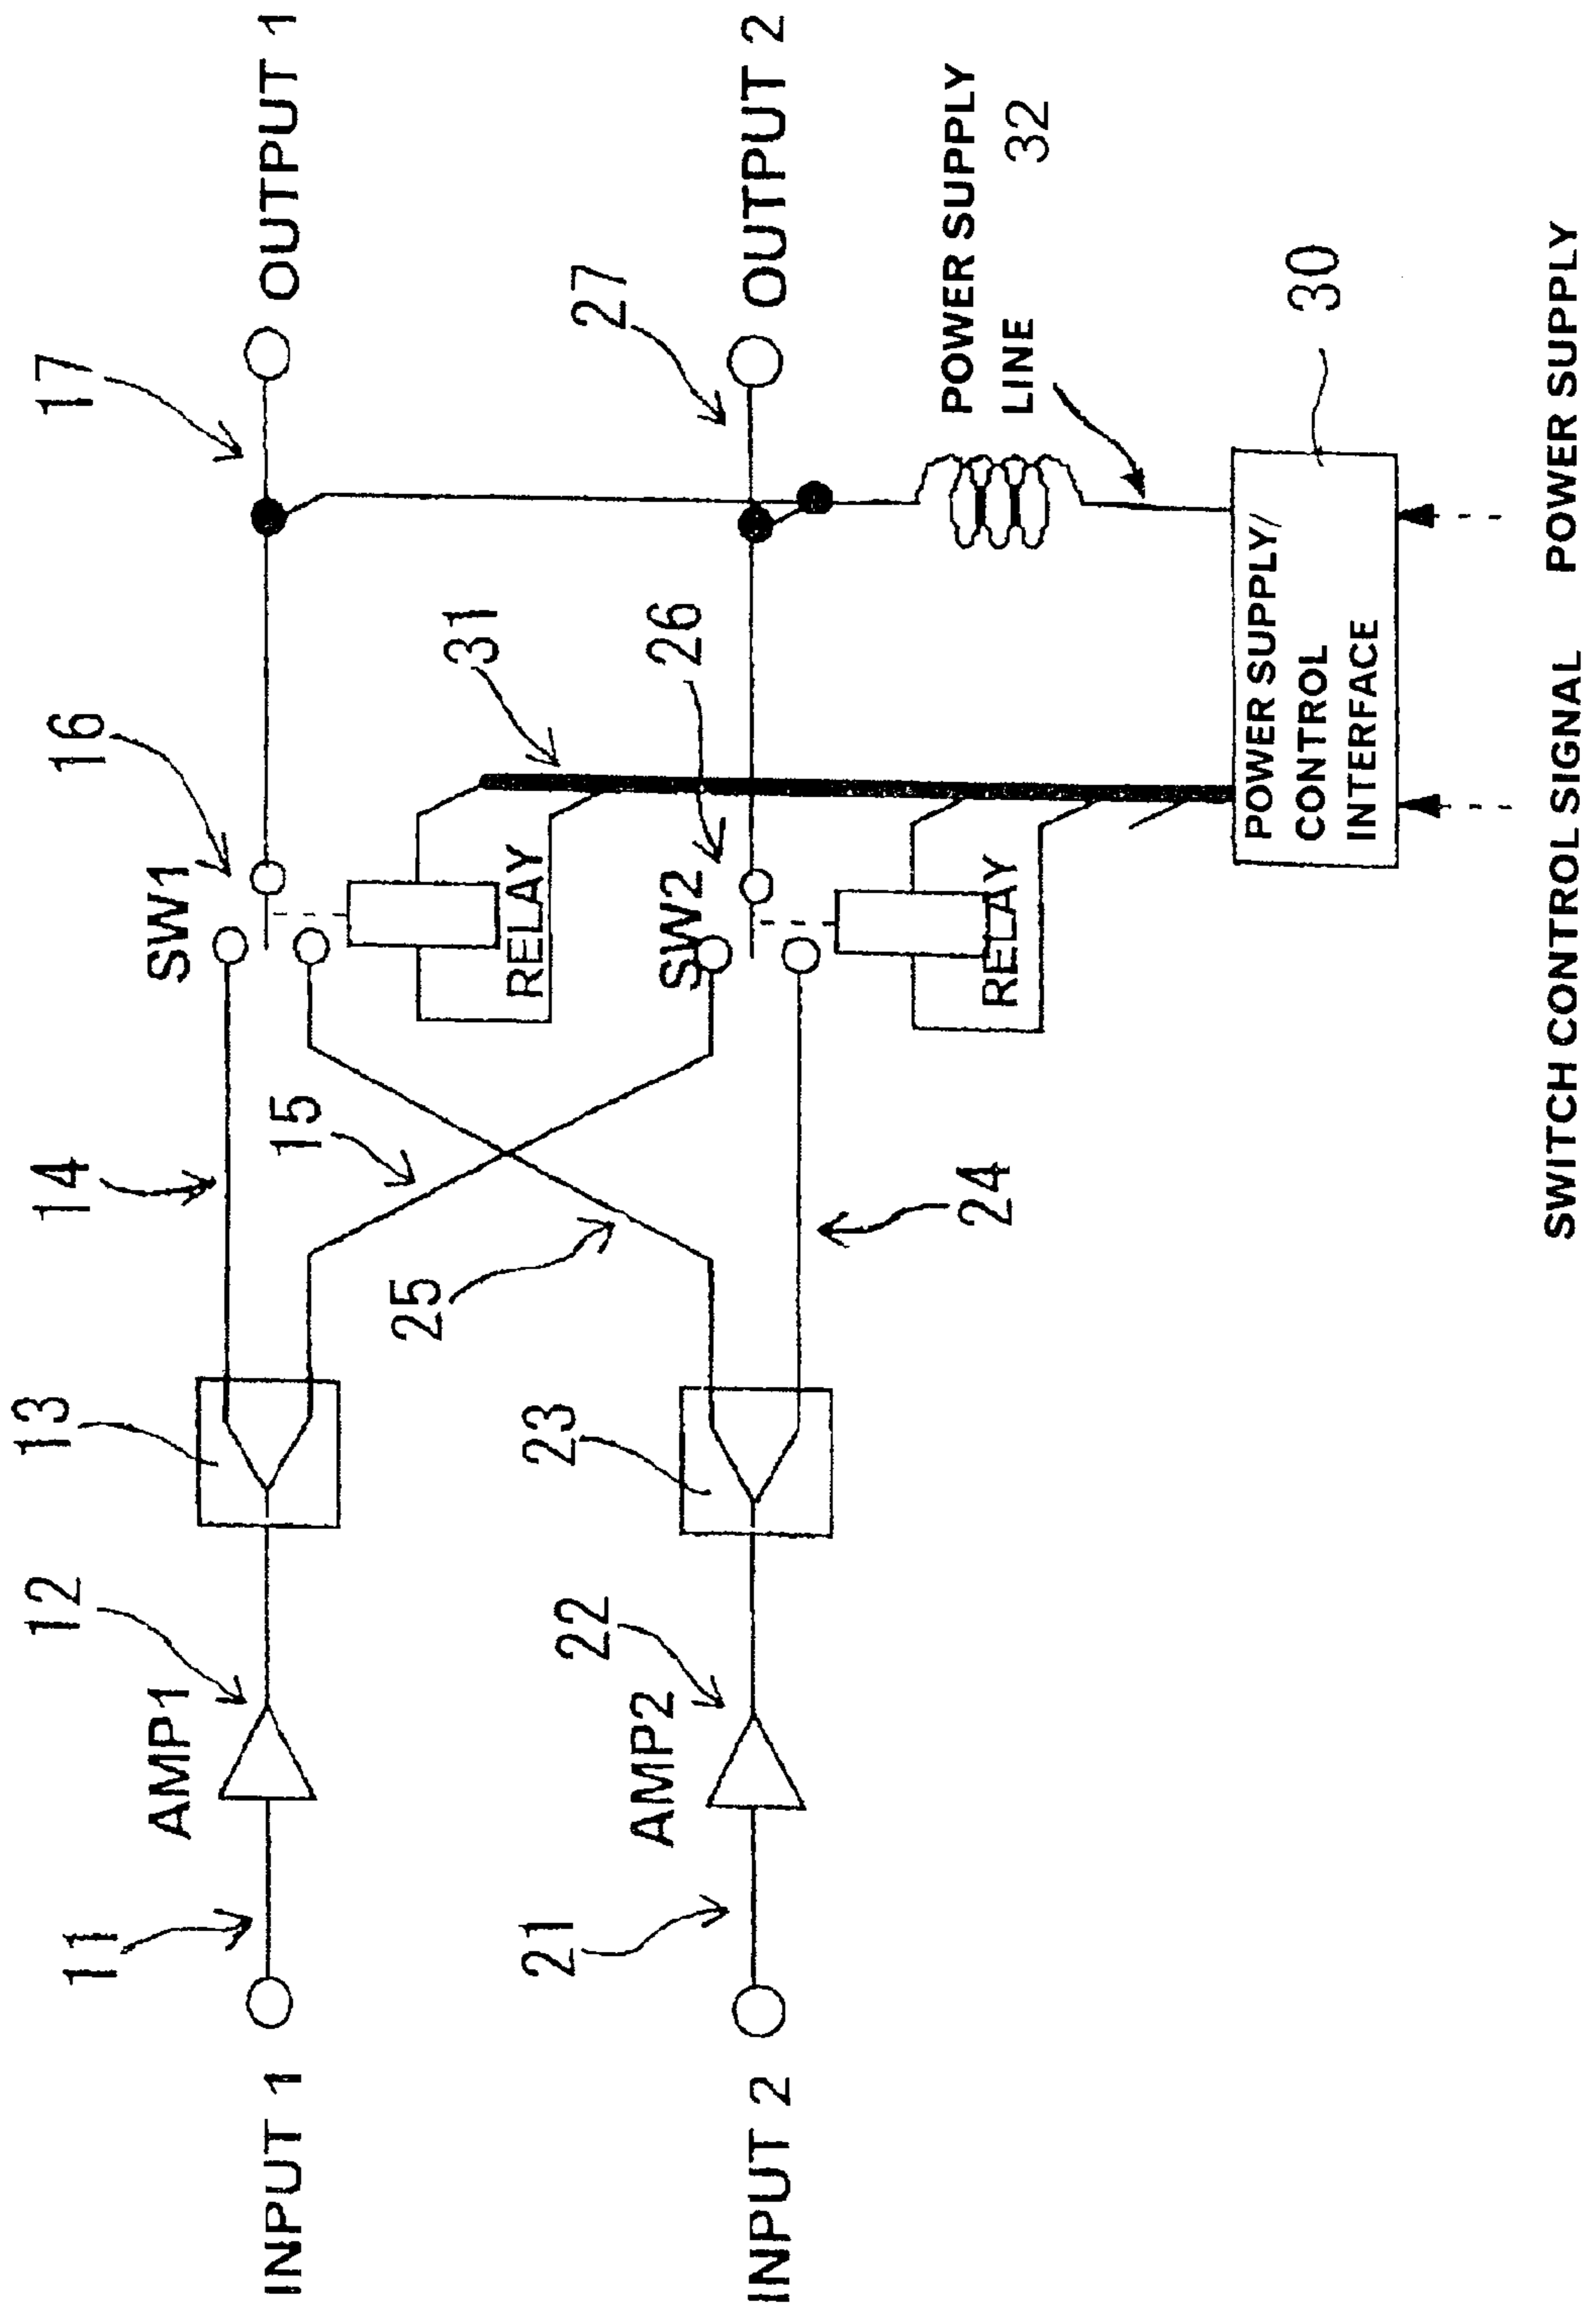 17
OUTPUT 1
16
SW1
14
13
12
AMP1
11
INPUT 1
15
25
RELAY
31
27
OUTPUT 2
26
SW2
24
23
22
AMP2
21
INPUT 2
RELAY
POWER SUPPLY
LINE
32
30
POWER SUPPLY/
CONTROL
INTERFACE
SWITCH CONTROL SIGNAL
POWER SUPPLY